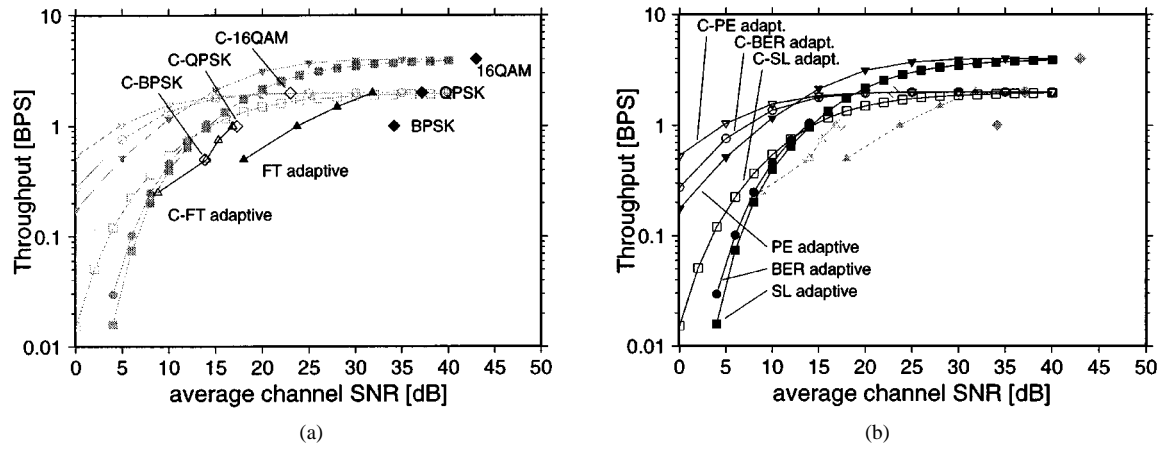 10
1
0.1
0.01
Throughput [BPS]
C-16QAM
C-QPSK
C-BPSK
16QAM
QPSK
BPSK
FT adaptive
C-FT adaptive
0 5 10 15 20 25 30 35 40 45 50
average channel SNR [dB]
(a)
10
1
0.1
0.01
Throughput [BPS]
C-PE adapt.
C-BER adapt.
C-SL adapt.
PE adaptive
BER adaptive
SL adaptive
0 5 10 15 20 25 30 35 40 45 50
average channel SNR [dB]
(b)